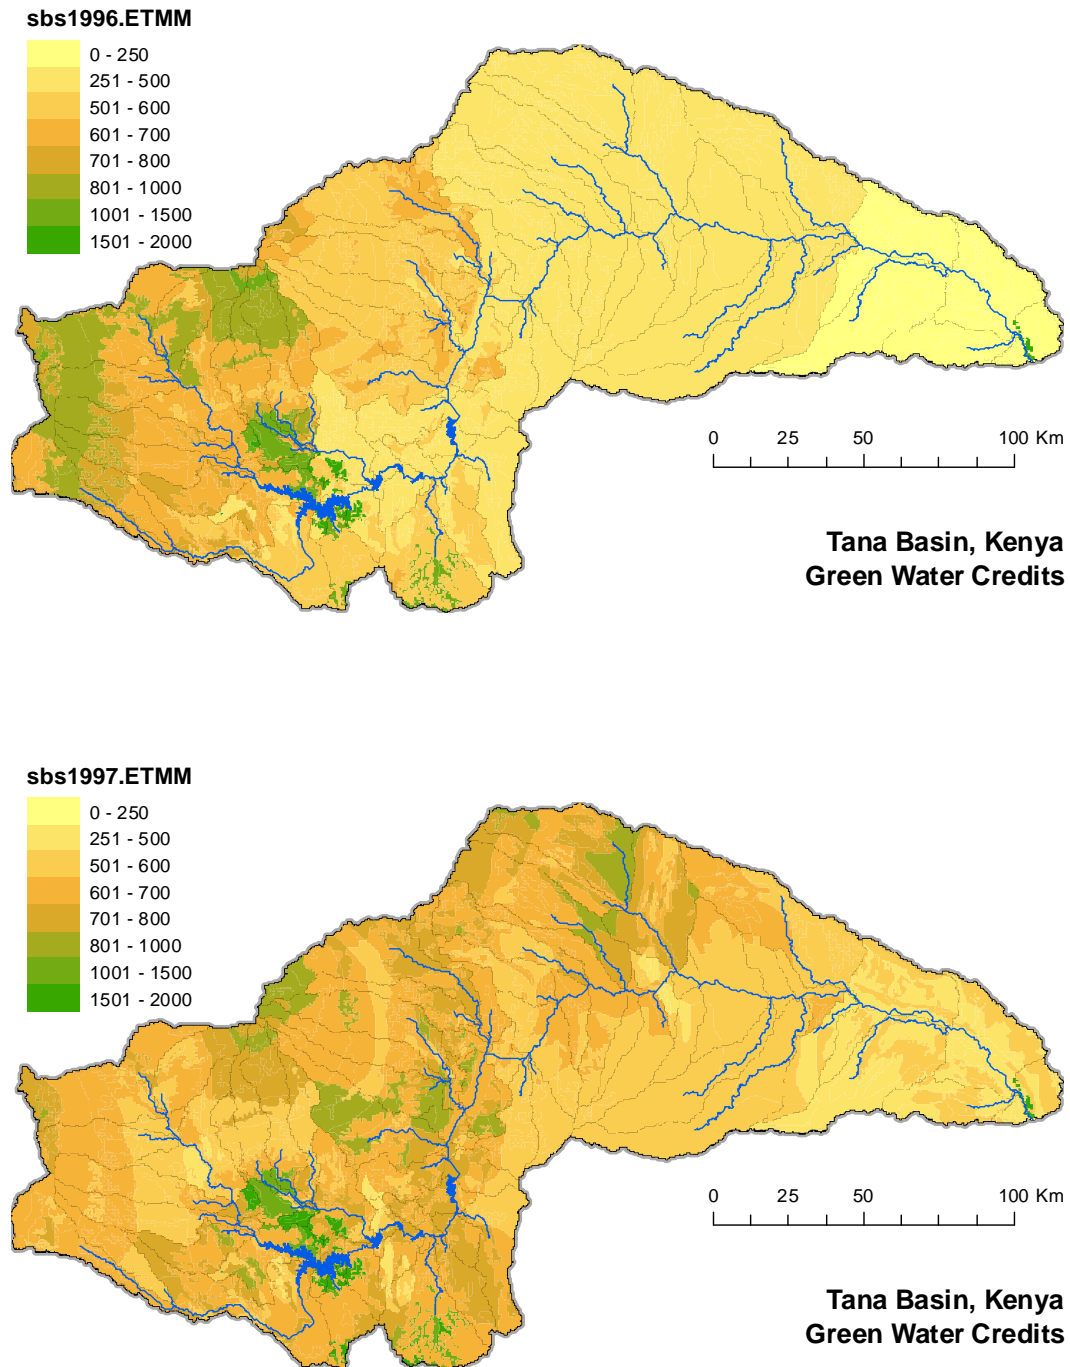 sbs1996.ETMM
0 - 250
251 - 500
501 - 600
601 - 700
701 - 800
801 - 1000
1001 - 1500
1501 - 2000
0 25 50 100 Km
Tana Basin, Kenya
Green Water Credits
sbs1997.ETMM
0 - 250
251 - 500
501 - 600
601 - 700
701 - 800
801 - 1000
1001 - 1500
1501 - 2000
0 25 50 100 Km
Tana Basin, Kenya
Green Water Credits